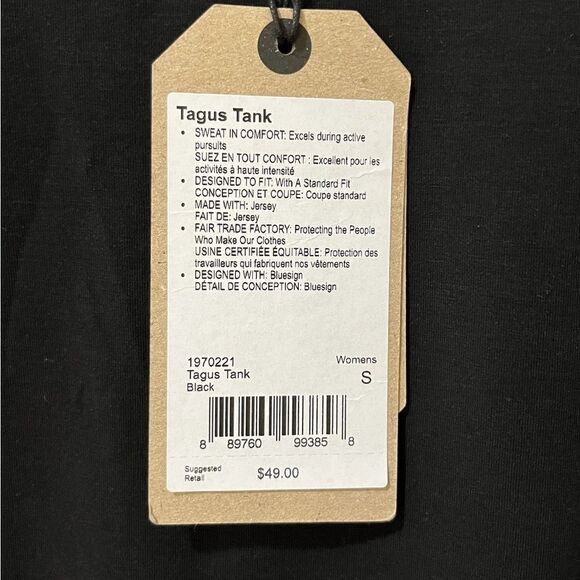 Tagus Tank
• SWEAT IN COMFORT: Excels during active
pursuits
SUEZ EN TOUT CONFORT : Excellent pour les
activités à haute intensité
• DESIGNED TO FIT: With A Standard Fit
CONCEPTION ET COUPE: Coupe standard
• MADE WITH: Jersey
FAIT DE: Jersey
• FAIR TRADE FACTORY: Protecting the People
Who Make Our Clothes
USINE CERTIFIÉE ÉQUITABLE: Protection des
travailleurs qui fabriquent nos vêtements
• DESIGNED WITH: Bluesign
DÉTAIL DE CONCEPTION: Bluesign
1970221 Womens
Tagus Tank S
Black
8 89760 99385 8
Suggested
Retail $49.00